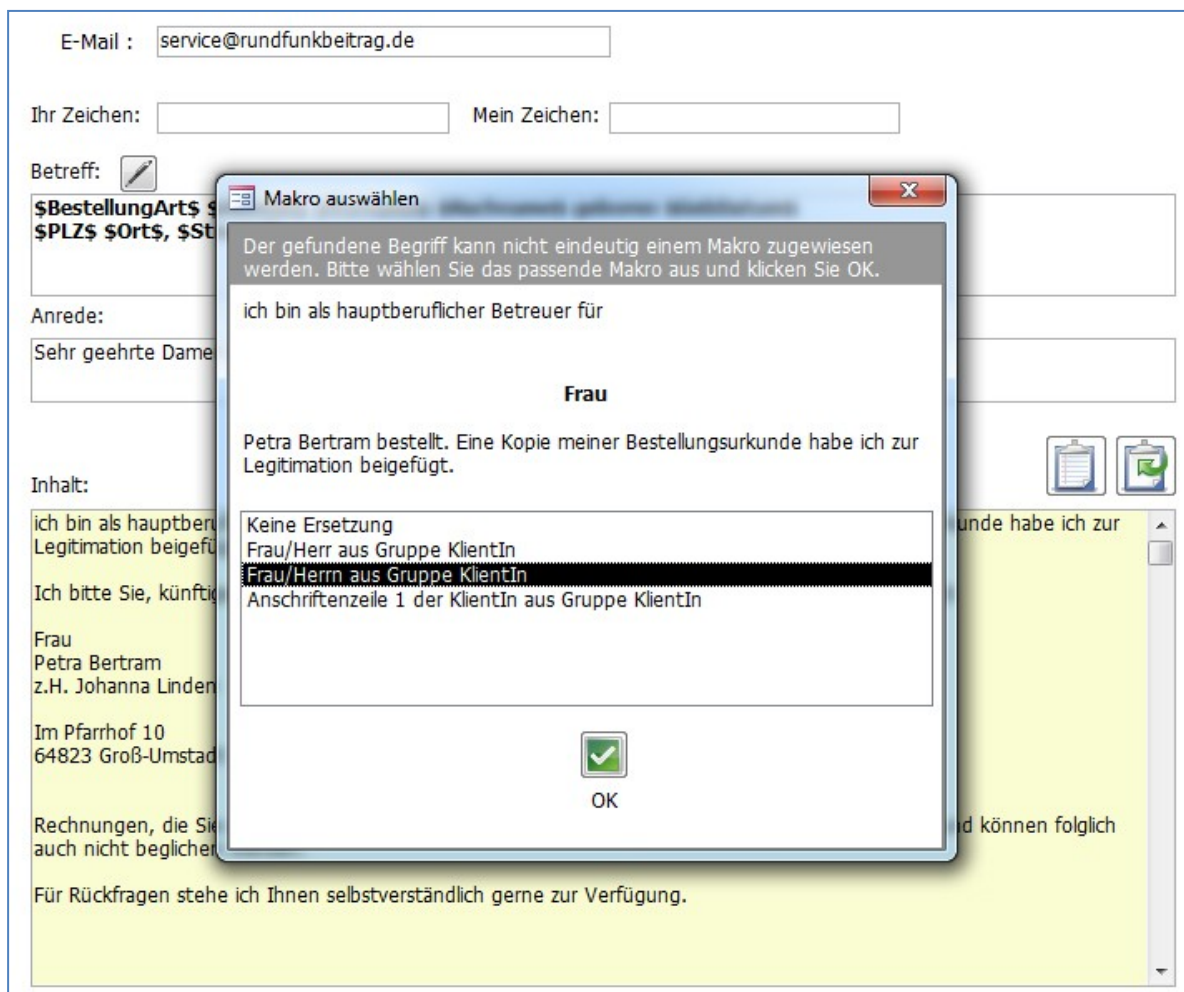 E-Mail : service@rundfunkbeitrag.de
Ihr Zeichen: Mein Zeichen:
Betreff:
$BestellungArt$ $
$PLZ$ $Ort$, $St
Anrede:
Sehr geehrte Dame
Inhalt:
ich bin als hauptberu unde habe ich zur
Legitimation beigefü
Ich bitte Sie, künftig
Frau
Petra Bertram
z.H. Johanna Linden
Im Pfarrhof 10
64823 Groß-Umstad
Rechnungen, die Sie d können folglich
auch nicht begliche
Für Rückfragen stehe ich Ihnen selbstverständlich gerne zur Verfügung.
Makro auswählen
Der gefundene Begriff kann nicht eindeutig einem Makro zugewiesen
werden. Bitte wählen Sie das passende Makro aus und klicken Sie OK.
ich bin als hauptberuflicher Betreuer für
Frau
Petra Bertram bestellt. Eine Kopie meiner Bestellungsurkunde habe ich zur
Legitimation beigefügt.
Keine Ersetzung
Frau/Herr aus Gruppe KlientIn
Frau/Herrn aus Gruppe KlientIn
Anschriftenzeile 1 der KlientIn aus Gruppe KlientIn
OK